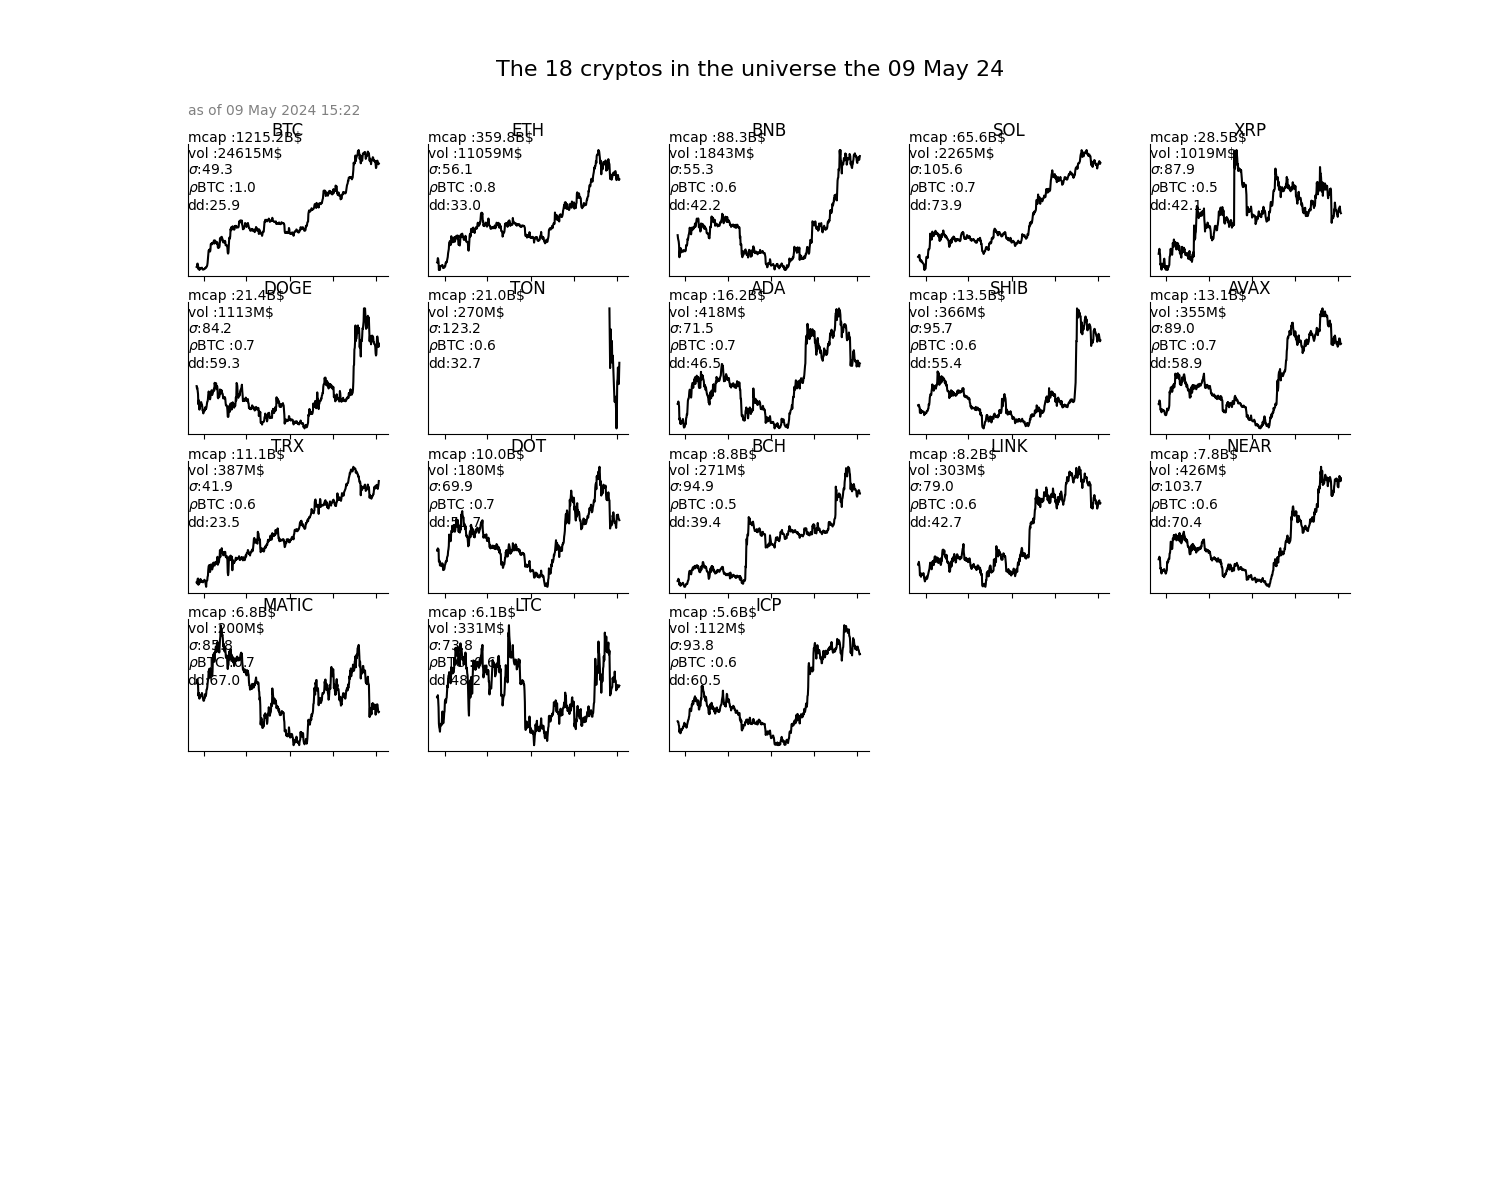 The 18 cryptos in the universe the 09 May 24
as of 09 May 2024 15:22
BTC
mcap :1215.2B$
vol :24615M$
σ:49.3
ρBTC :1.0
dd:25.9
ETH
mcap :359.8B$
vol :11059M$
σ:56.1
ρBTC :0.8
dd:33.0
BNB
mcap :88.3B$
vol :1843M$
σ:55.3
ρBTC :0.6
dd:42.2
SOL
mcap :65.6B$
vol :2265M$
σ:105.6
ρBTC :0.7
dd:73.9
XRP
mcap :28.5B$
vol :1019M$
σ:87.9
ρBTC :0.5
dd:42.1
DOGE
mcap :21.4B$
vol :1113M$
σ:84.2
ρBTC :0.7
dd:59.3
TON
mcap :21.0B$
vol :270M$
σ:123.2
ρBTC :0.6
dd:32.7
ADA
mcap :16.2B$
vol :418M$
σ:71.5
ρBTC :0.7
dd:46.5
SHIB
mcap :13.5B$
vol :366M$
σ:95.7
ρBTC :0.6
dd:55.4
AVAX
mcap :13.1B$
vol :355M$
σ:89.0
ρBTC :0.7
dd:58.9
TRX
mcap :11.1B$
vol :387M$
σ:41.9
ρBTC :0.6
dd:23.5
DOT
mcap :10.0B$
vol :180M$
σ:69.9
ρBTC :0.7
BCH
mcap :8.8B$
vol :271M$
σ:94.9
ρBTC :0.5
dd:39.4
LINK
mcap :8.2B$
vol :303M$
σ:79.0
ρBTC :0.6
dd:42.7
NEAR
mcap :7.8B$
vol :426M$
σ:103.7
ρBTC :0.6
dd:70.4
MATIC
mcap :6.8B$
vol :200M$
σ:85.8
ρBTC :0.7
dd:67.0
LTC
mcap :6.1B$
vol :331M$
σ:73.8
ρBTC :0.6
dd:48.2
ICP
mcap :5.6B$
vol :112M$
σ:93.8
ρBTC :0.6
dd:60.5